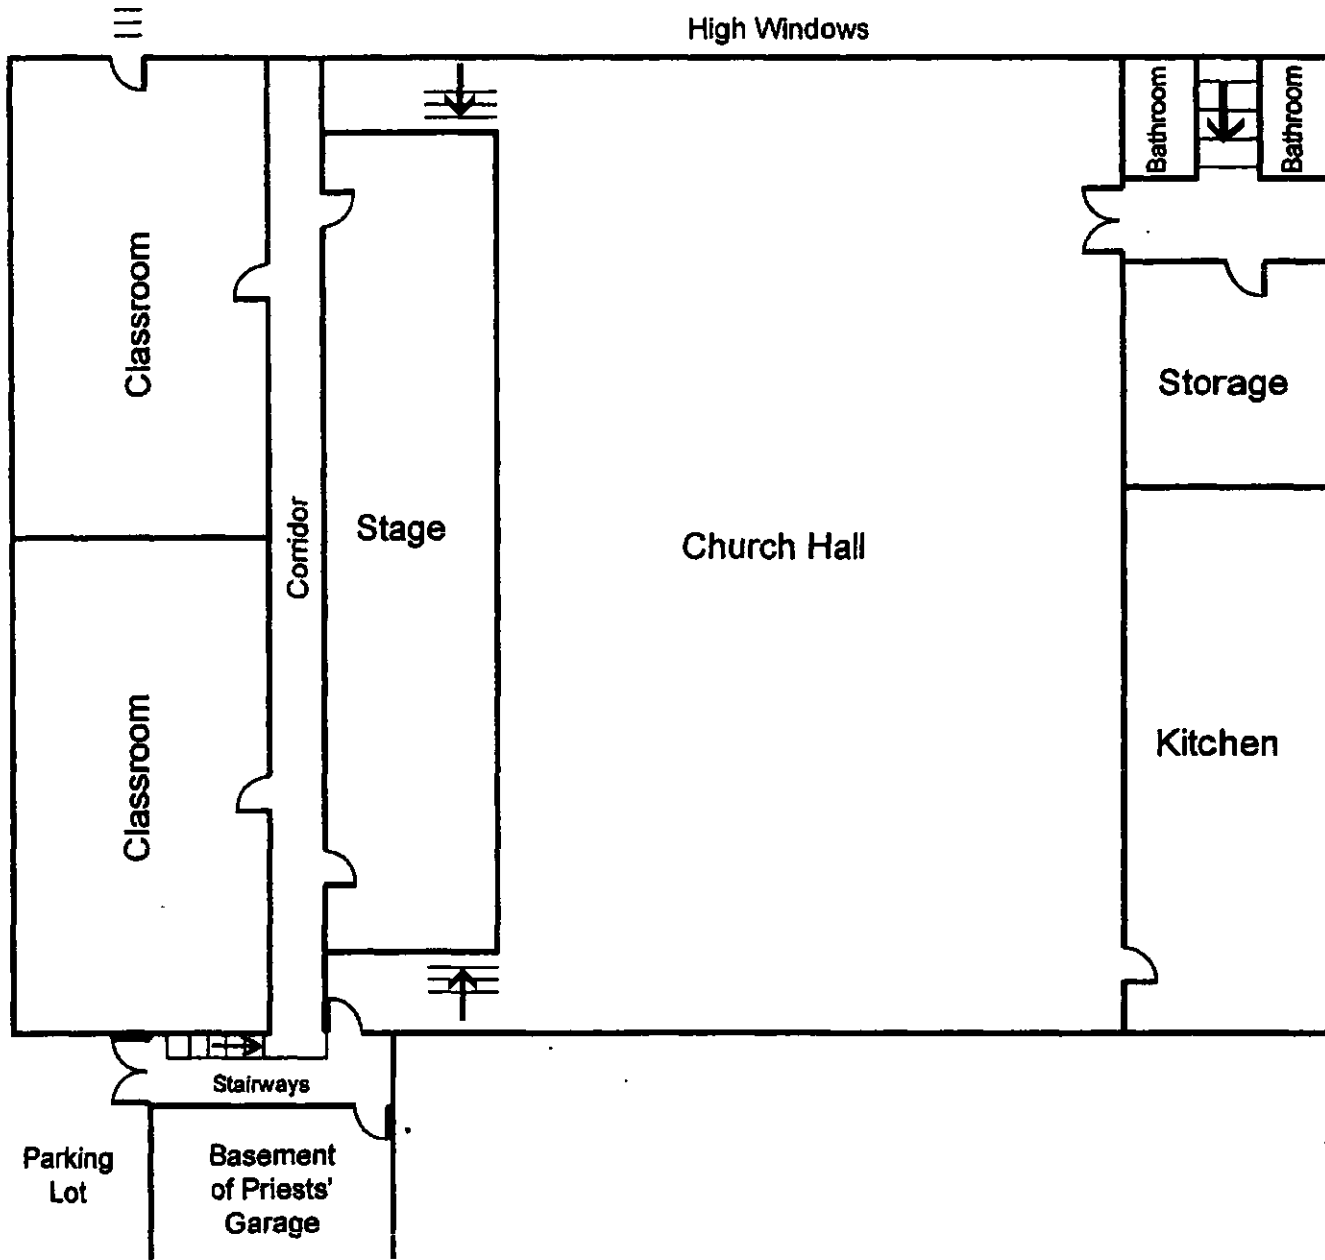 High Windows
Bathroom
Bathroom
Classroom
Storage
Corridor
Stage
Church Hall
Classroom
Kitchen
Stairways
Parking
Lot
Basement
of Priests'
Garage